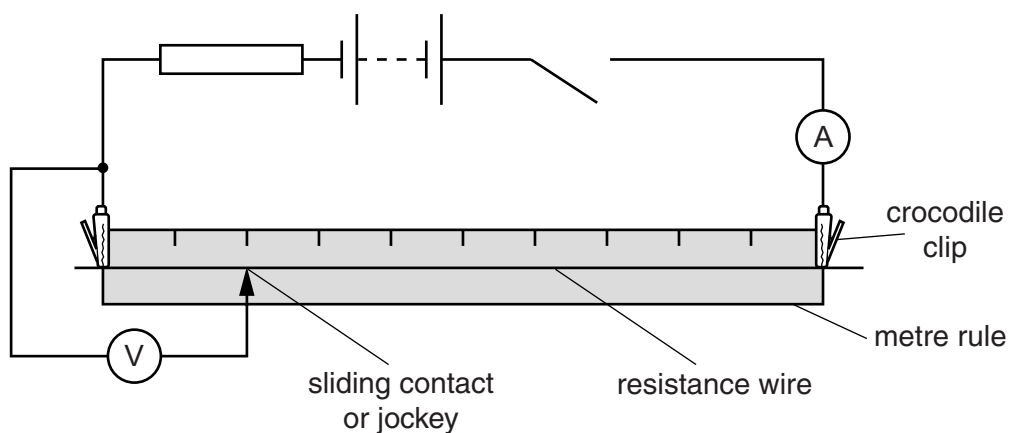 A
crocodile
clip
metre rule
V
sliding contact
or jockey
resistance wire